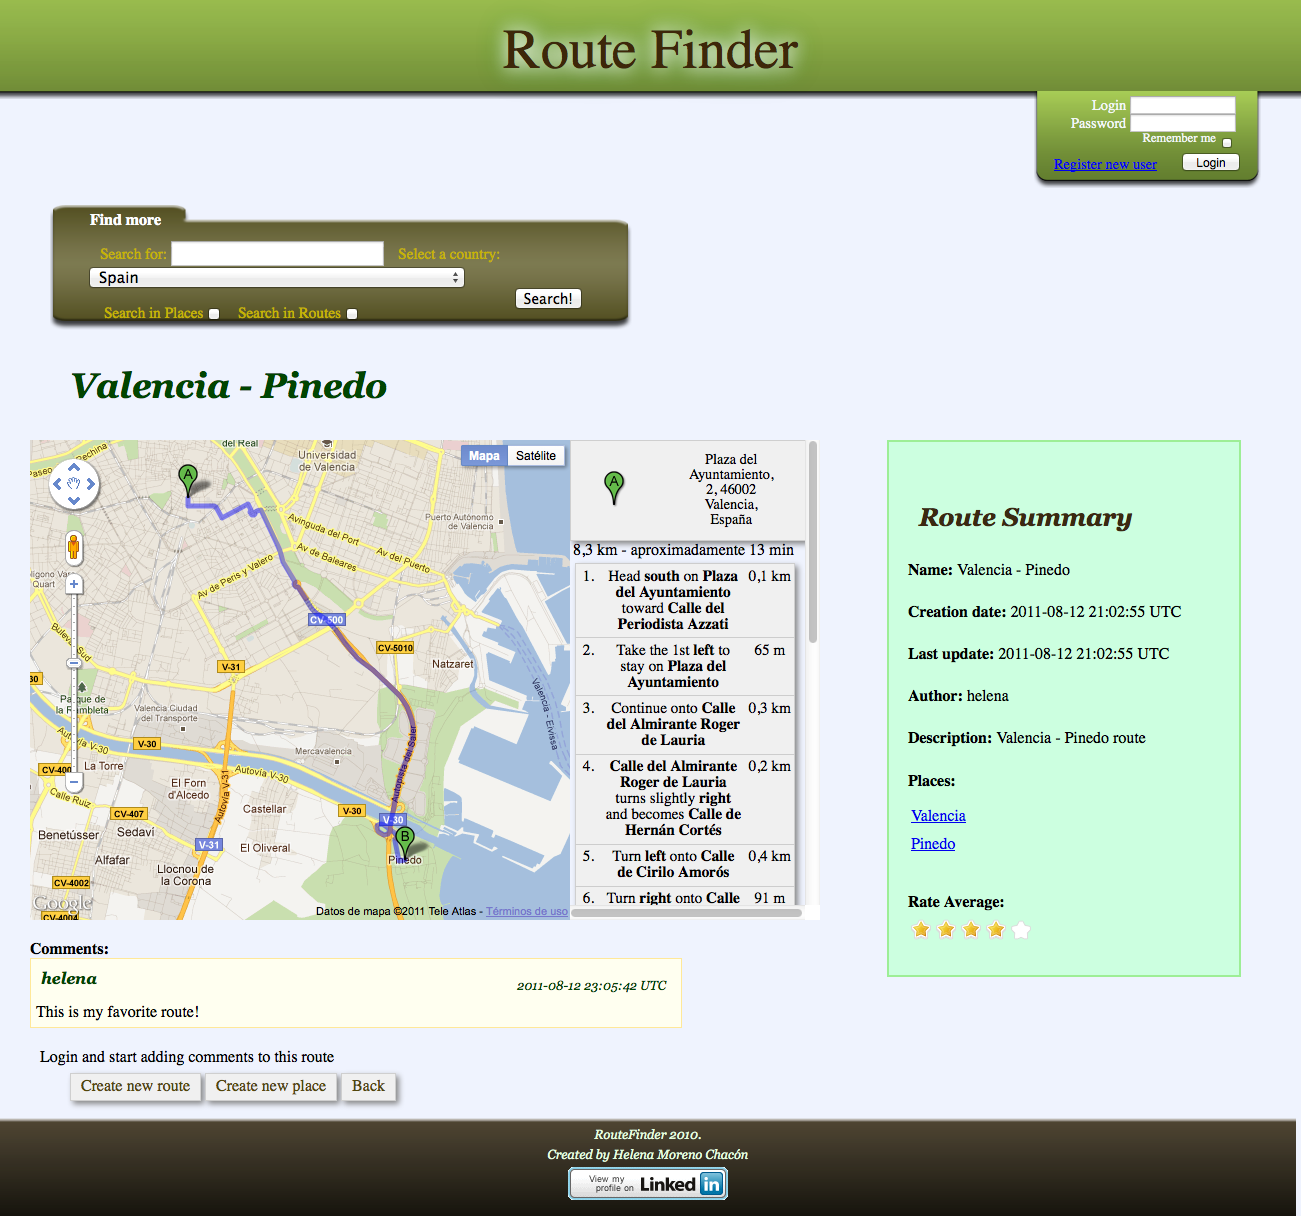 Route Finder
Login
Password
Remember me
Register new user
Login
Find more
Search for:
Select a country:
Spain
Search!
Search in Places
Search in Routes
Valencia - Pinedo
del Real
Universidad
de Valencia
Mapa
Satélite
A
Puerto Autónomo
de Valencia
Avinguda del Port
Av de Baleares
Av del Puerto
Av de Peris y Valero
Quart
CV-500
CV-5010
Natzaret
V-31
30
Parque de
la Rambleta
Valencia Ciudad
del Transporte
Valencia - Eivissa
V-30
Mercavalencia
Av V-30
La Torre
CV-400
Autovía V-30
Autovía V-31
Autopista del Saler
El Forn
d'Alcedo
Calle Ruiz
CV-407
Castellar
V-30
V-30
Benetússer
Sedaví
V-31
El Oliveral
B
Pinedo
Alfafar
Llocnou de
la Corona
CV-4002
Google
CV-4004
Datos de mapa ©2011 Tele Atlas - Términos de uso
A
Plaza del
Ayuntamiento,
2, 46002
Valencia,
España
8,3 km - aproximadamente 13 min
1. Head south on Plaza 0,1 km
del Ayuntamiento
toward Calle del
Periodista Azzati
2. Take the 1st left to 65 m
stay on Plaza del
Ayuntamiento
3. Continue onto Calle 0,3 km
del Almirante Roger
de Lauria
4. Calle del Almirante 0,2 km
Roger de Lauria
turns slightly right
and becomes Calle de
Hernán Cortés
5. Turn left onto Calle 0,4 km
de Cirilo Amorós
6. Turn right onto Calle 91 m
Route Summary
Name: Valencia - Pinedo
Creation date: 2011-08-12 21:02:55 UTC
Last update: 2011-08-12 21:02:55 UTC
Author: helena
Description: Valencia - Pinedo route
Places:
Valencia
Pinedo
Rate Average:
Comments:
helena
2011-08-12 23:05:42 UTC
This is my favorite route!
Login and start adding comments to this route
Create new route
Create new place
Back
RouteFinder 2010.
Created by Helena Moreno Chacón
View my
profile on
Linked in